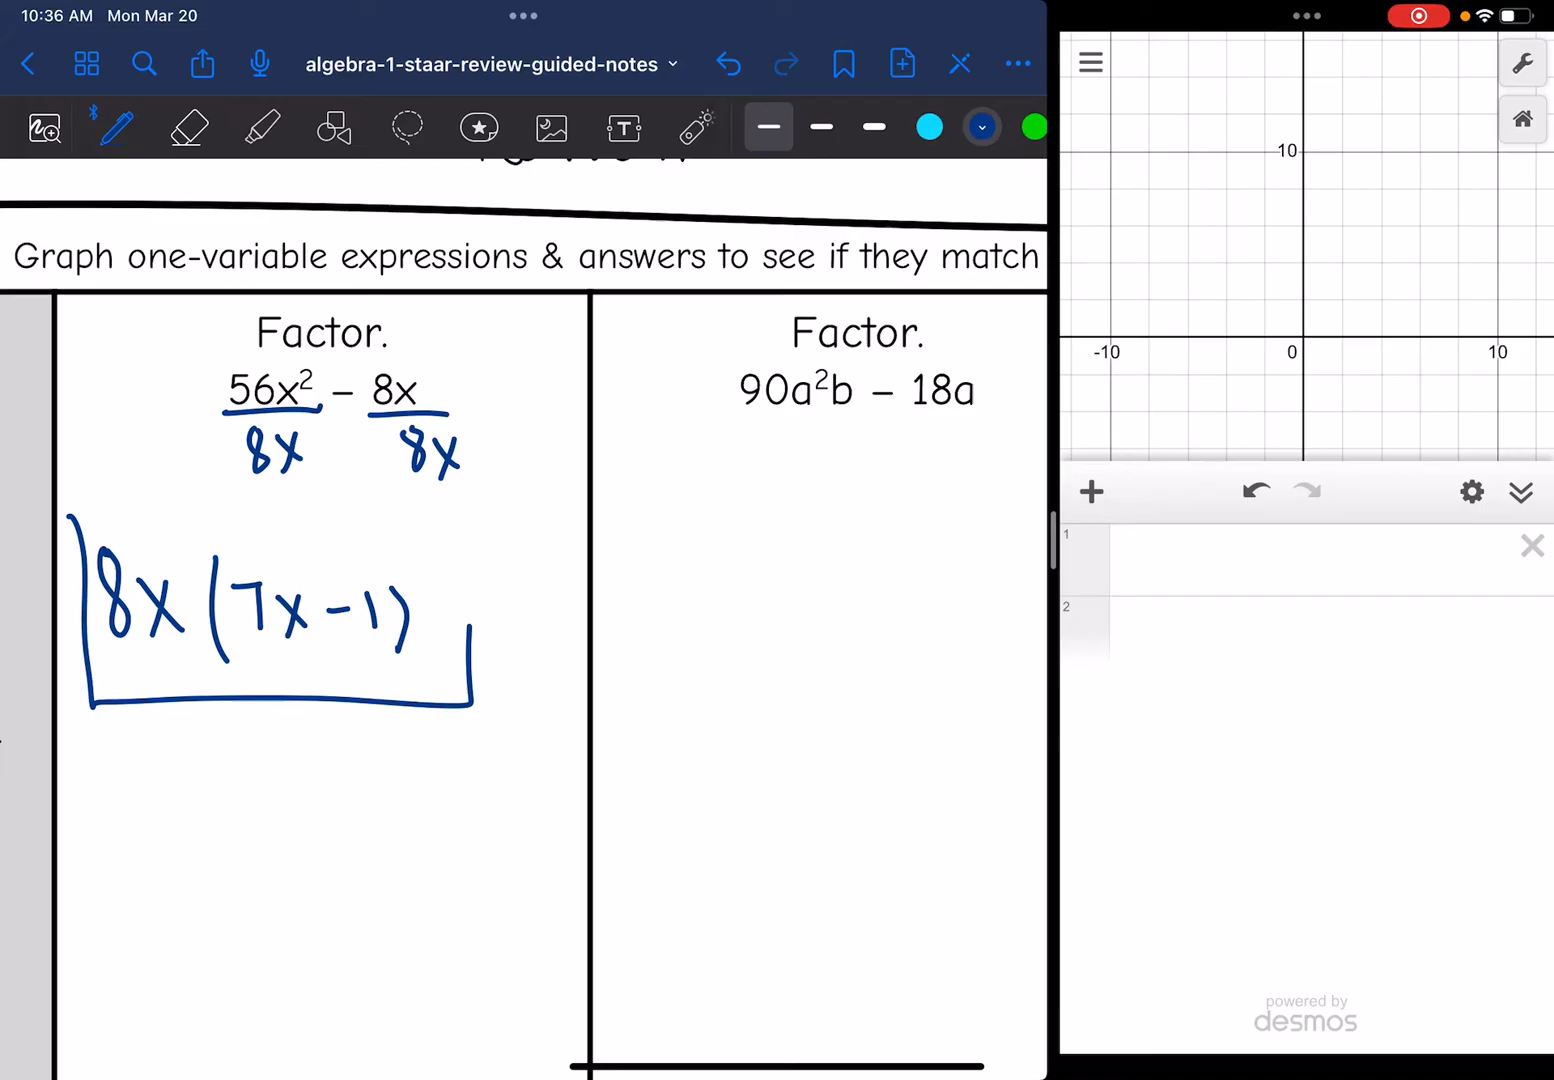 10:36 AM Mon Mar 20
algebra-1-staar-review-guided-notes
T
Graph one-variable expressions & answers to see if they match
Factor.
56x² – 8x
8x 8x
8x (7x – 1)
Factor.
90a²b – 18a
10
-10 0 10
1
2
powered by
desmos